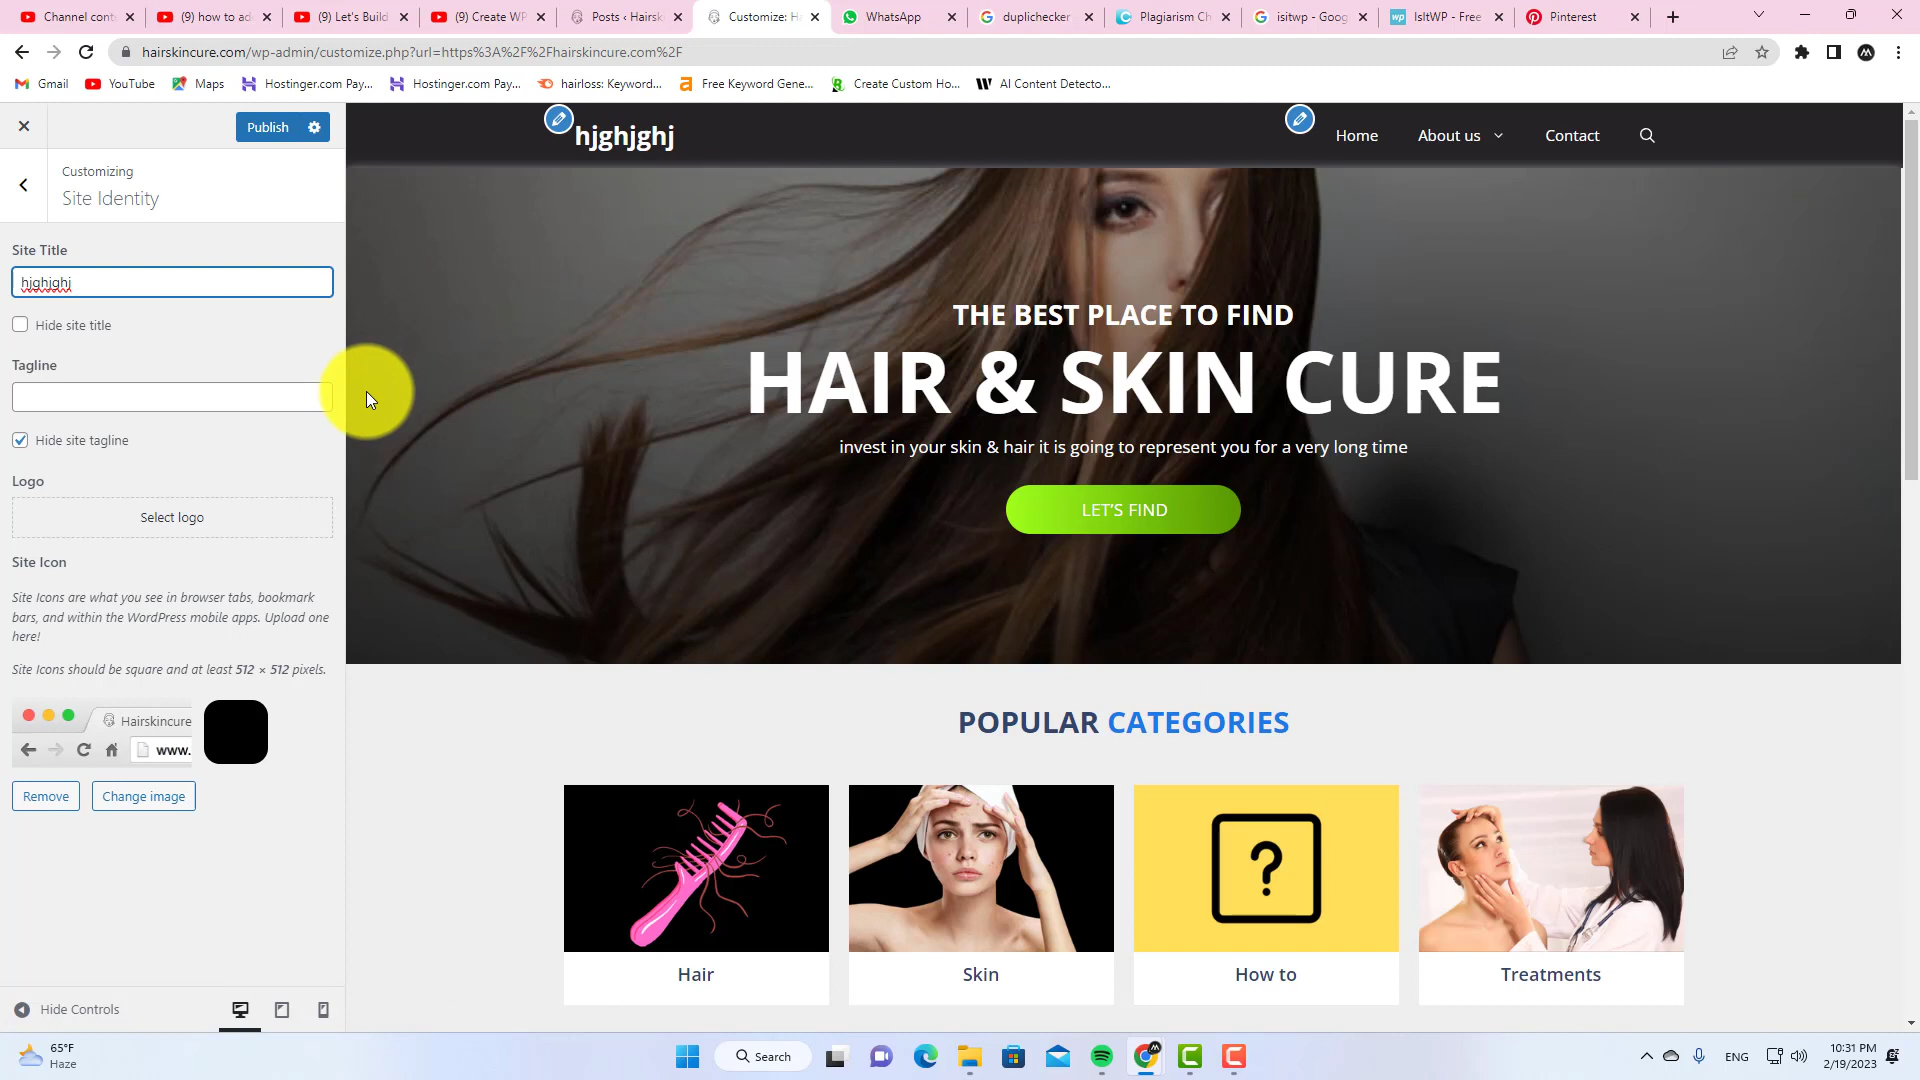 Channel cont
(9) how to ad
(9) Let's Build
(9) Create WP
Posts ‹ Hairsk
Customize: H
WhatsApp
duplichecker
Plagiarism Ch
isitwp - Goog
IsItWP - Free
Pinterest
hairskincure.com/wp-admin/customize.php?url=https%3A%2F%2Fhairskincure.com%2F
Gmail
YouTube
Maps
Hostinger.com Pay...
Hostinger.com Pay...
hairloss: Keyword...
Free Keyword Gene...
Create Custom Ho...
AI Content Detecto...
Publish
Customizing
Site Identity
Site Title
hjghjghj
Hide site title
Tagline
Hide site tagline
Logo
Select logo
Site Icon
Site Icons are what you see in browser tabs, bookmark
bars, and within the WordPress mobile apps. Upload one
here!
Site Icons should be square and at least 512 × 512 pixels.
Hairskincure
www.
Remove
Change image
Hide Controls
hjghjghj
Home
About us
Contact
THE BEST PLACE TO FIND
HAIR & SKIN CURE
invest in your skin & hair it is going to represent you for a very long time
LET'S FIND
POPULAR CATEGORIES
Hair
Skin
?
How to
Treatments
65°F
Haze
Search
ENG
10:31 PM
2/19/2023